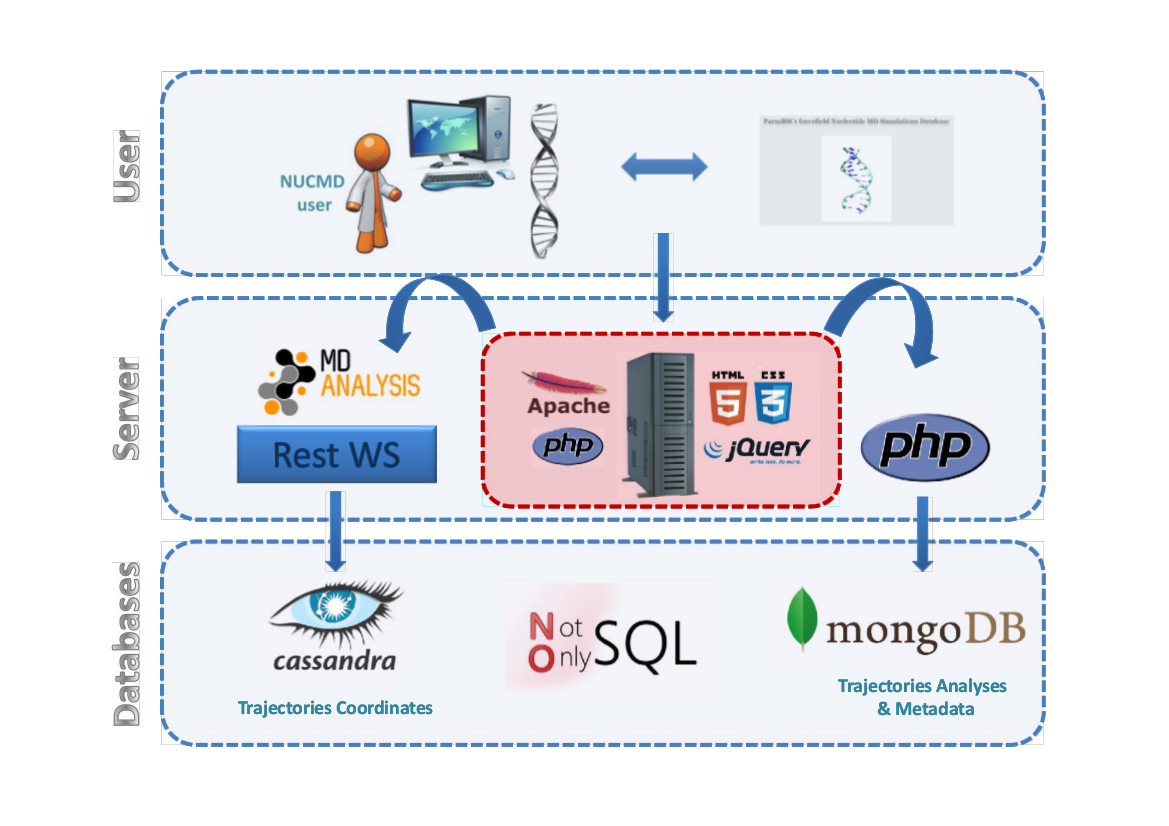 User
NUCMD
user
ParmBSC's forcefield Nucleotide MD Simulations Database
Server
MD
ANALYSIS
Rest WS
Apache
php
HTML
5
CSS
3
jQuery
write less, do more.
php
Databases
cassandra
Trajectories Coordinates
Not
Only
SQL
mongoDB
Trajectories Analyses
& Metadata